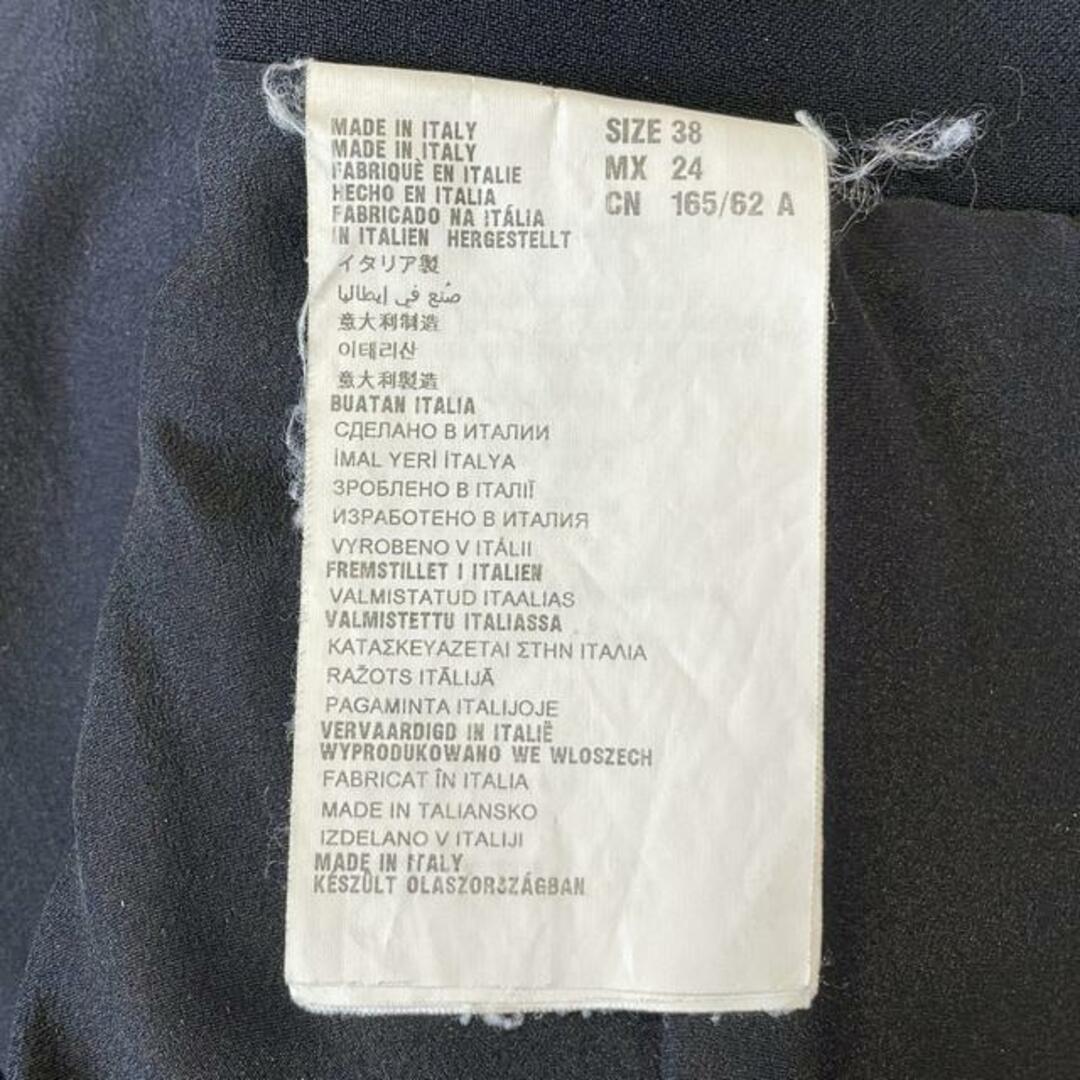 MADE IN ITALY
MADE IN ITALY
FABRIQUÈ EN ITALIE
HECHO EN ITALIA
FABRICADO NA ITÁLIA
IN ITALIEN HERGESTELLT
イタリア製
صُنع في إيطاليا
意大利制造
이태리산
意大利製造
BUATAN ITALIA
СДЕЛАНО В ИТАЛИИ
İMAL YERİ İTALYA
ЗРОБЛЕНО В ІТАЛІЇ
ИЗРАБОТЕНО В ИТАЛИЯ
VYROBENO V ITÁLII
FREMSTILLET I ITALIEN
VALMISTATUD ITAALIAS
VALMISTETTU ITALIASSA
ΚΑΤΑΣΚΕΥΑΖΕΤΑΙ ΣΤΗΝ ΙΤΑΛΙΑ
RAŽOTS ITĀLIJĀ
PAGAMINTA ITALIJOJE
VERVAARDIGD IN ITALIË
WYPRODUKOWANO WE WLOSZECH
FABRICAT ÎN ITALIA
MADE IN TALIANSKO
IZDELANO V ITALIJI
MADE IN ITALY
KÉSZÜLT OLASZORSZÁGBAN
SIZE 38
MX 24
CN 165/62 A